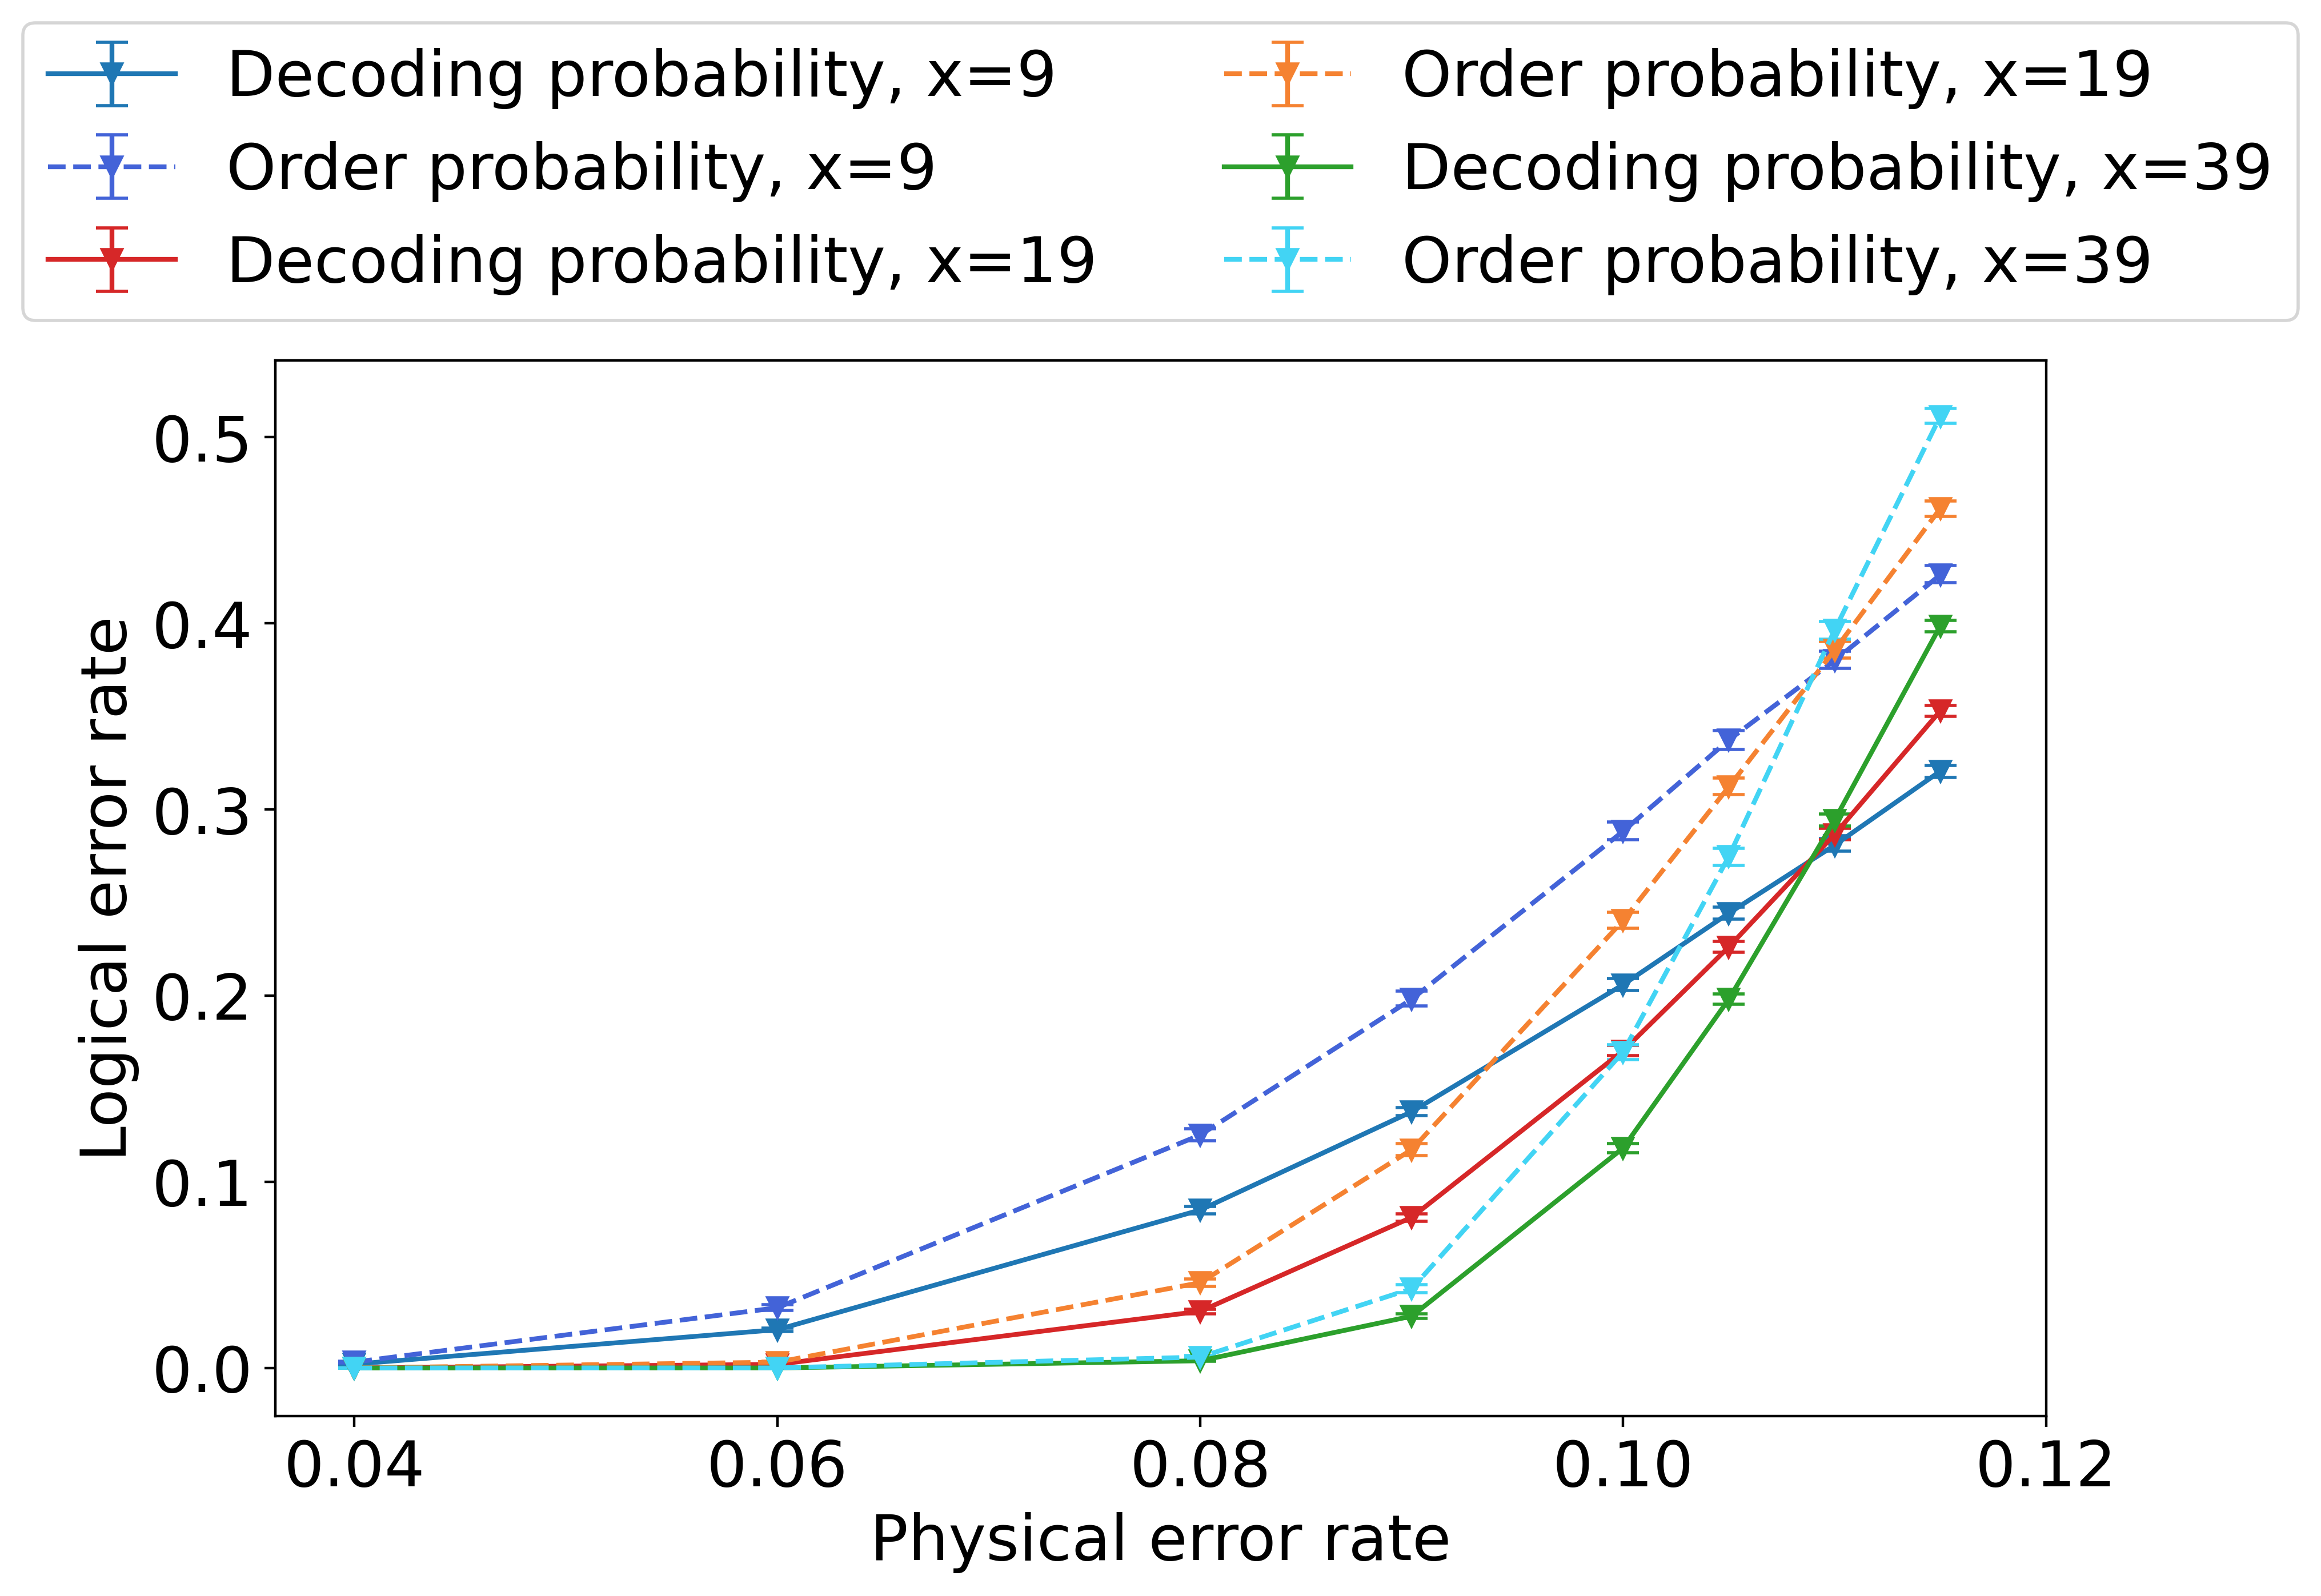 Decoding probability, x=9
Order probability, x=9
Decoding probability, x=19
Order probability, x=19
Decoding probability, x=39
Order probability, x=39
Logical error rate
0.5
0.4
0.3
0.2
0.1
0.0
0.04 0.06 0.08 0.10 0.12
Physical error rate